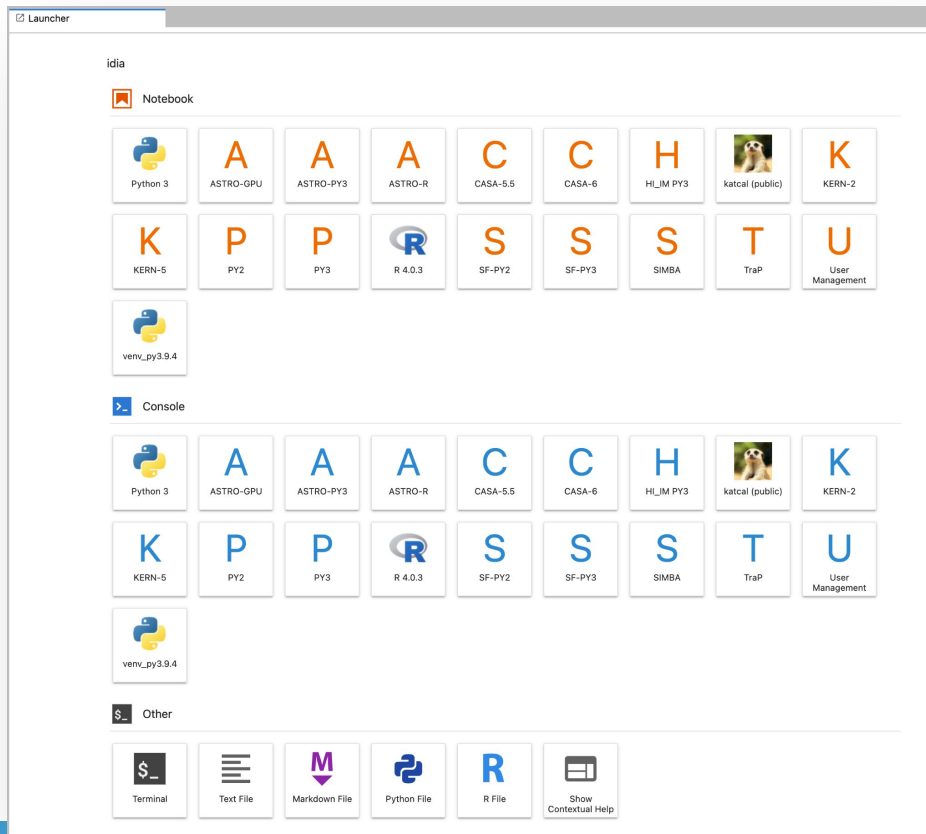 Launcher
idia
Notebook
A A A C C H K
Python 3 ASTRO-GPU ASTRO-PY3 ASTRO-R CASA-5.5 CASA-6 HI_IM PY3 katcal (public) KERN-2
K P P R S S S T U
KERN-5 PY2 PY3 R 4.0.3 SF-PY2 SF-PY3 SIMBA TraP User
Management
venv_py3.9.4
>_ Console
A A A C C H K
Python 3 ASTRO-GPU ASTRO-PY3 ASTRO-R CASA-5.5 CASA-6 HI_IM PY3 katcal (public) KERN-2
K P P R S S S T U
KERN-5 PY2 PY3 R 4.0.3 SF-PY2 SF-PY3 SIMBA TraP User
Management
venv_py3.9.4
$_ Other
$_ M R
Terminal Text File Markdown File Python File R File Show
Contextual Help